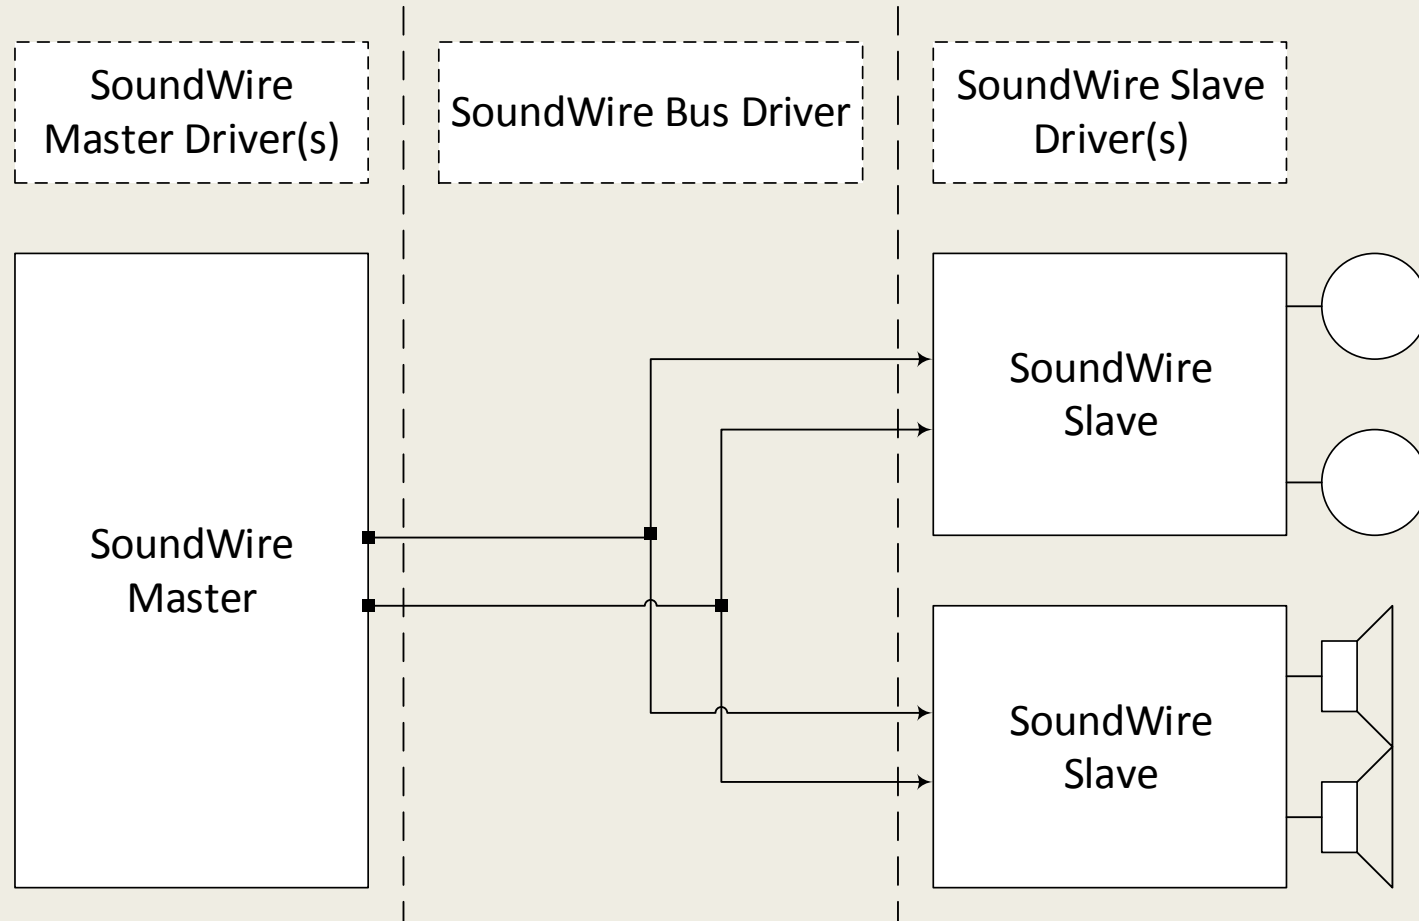 SoundWire
Master Driver(s)
SoundWire Bus Driver
SoundWire Slave
Driver(s)
SoundWire
Master
SoundWire
Slave
SoundWire
Slave